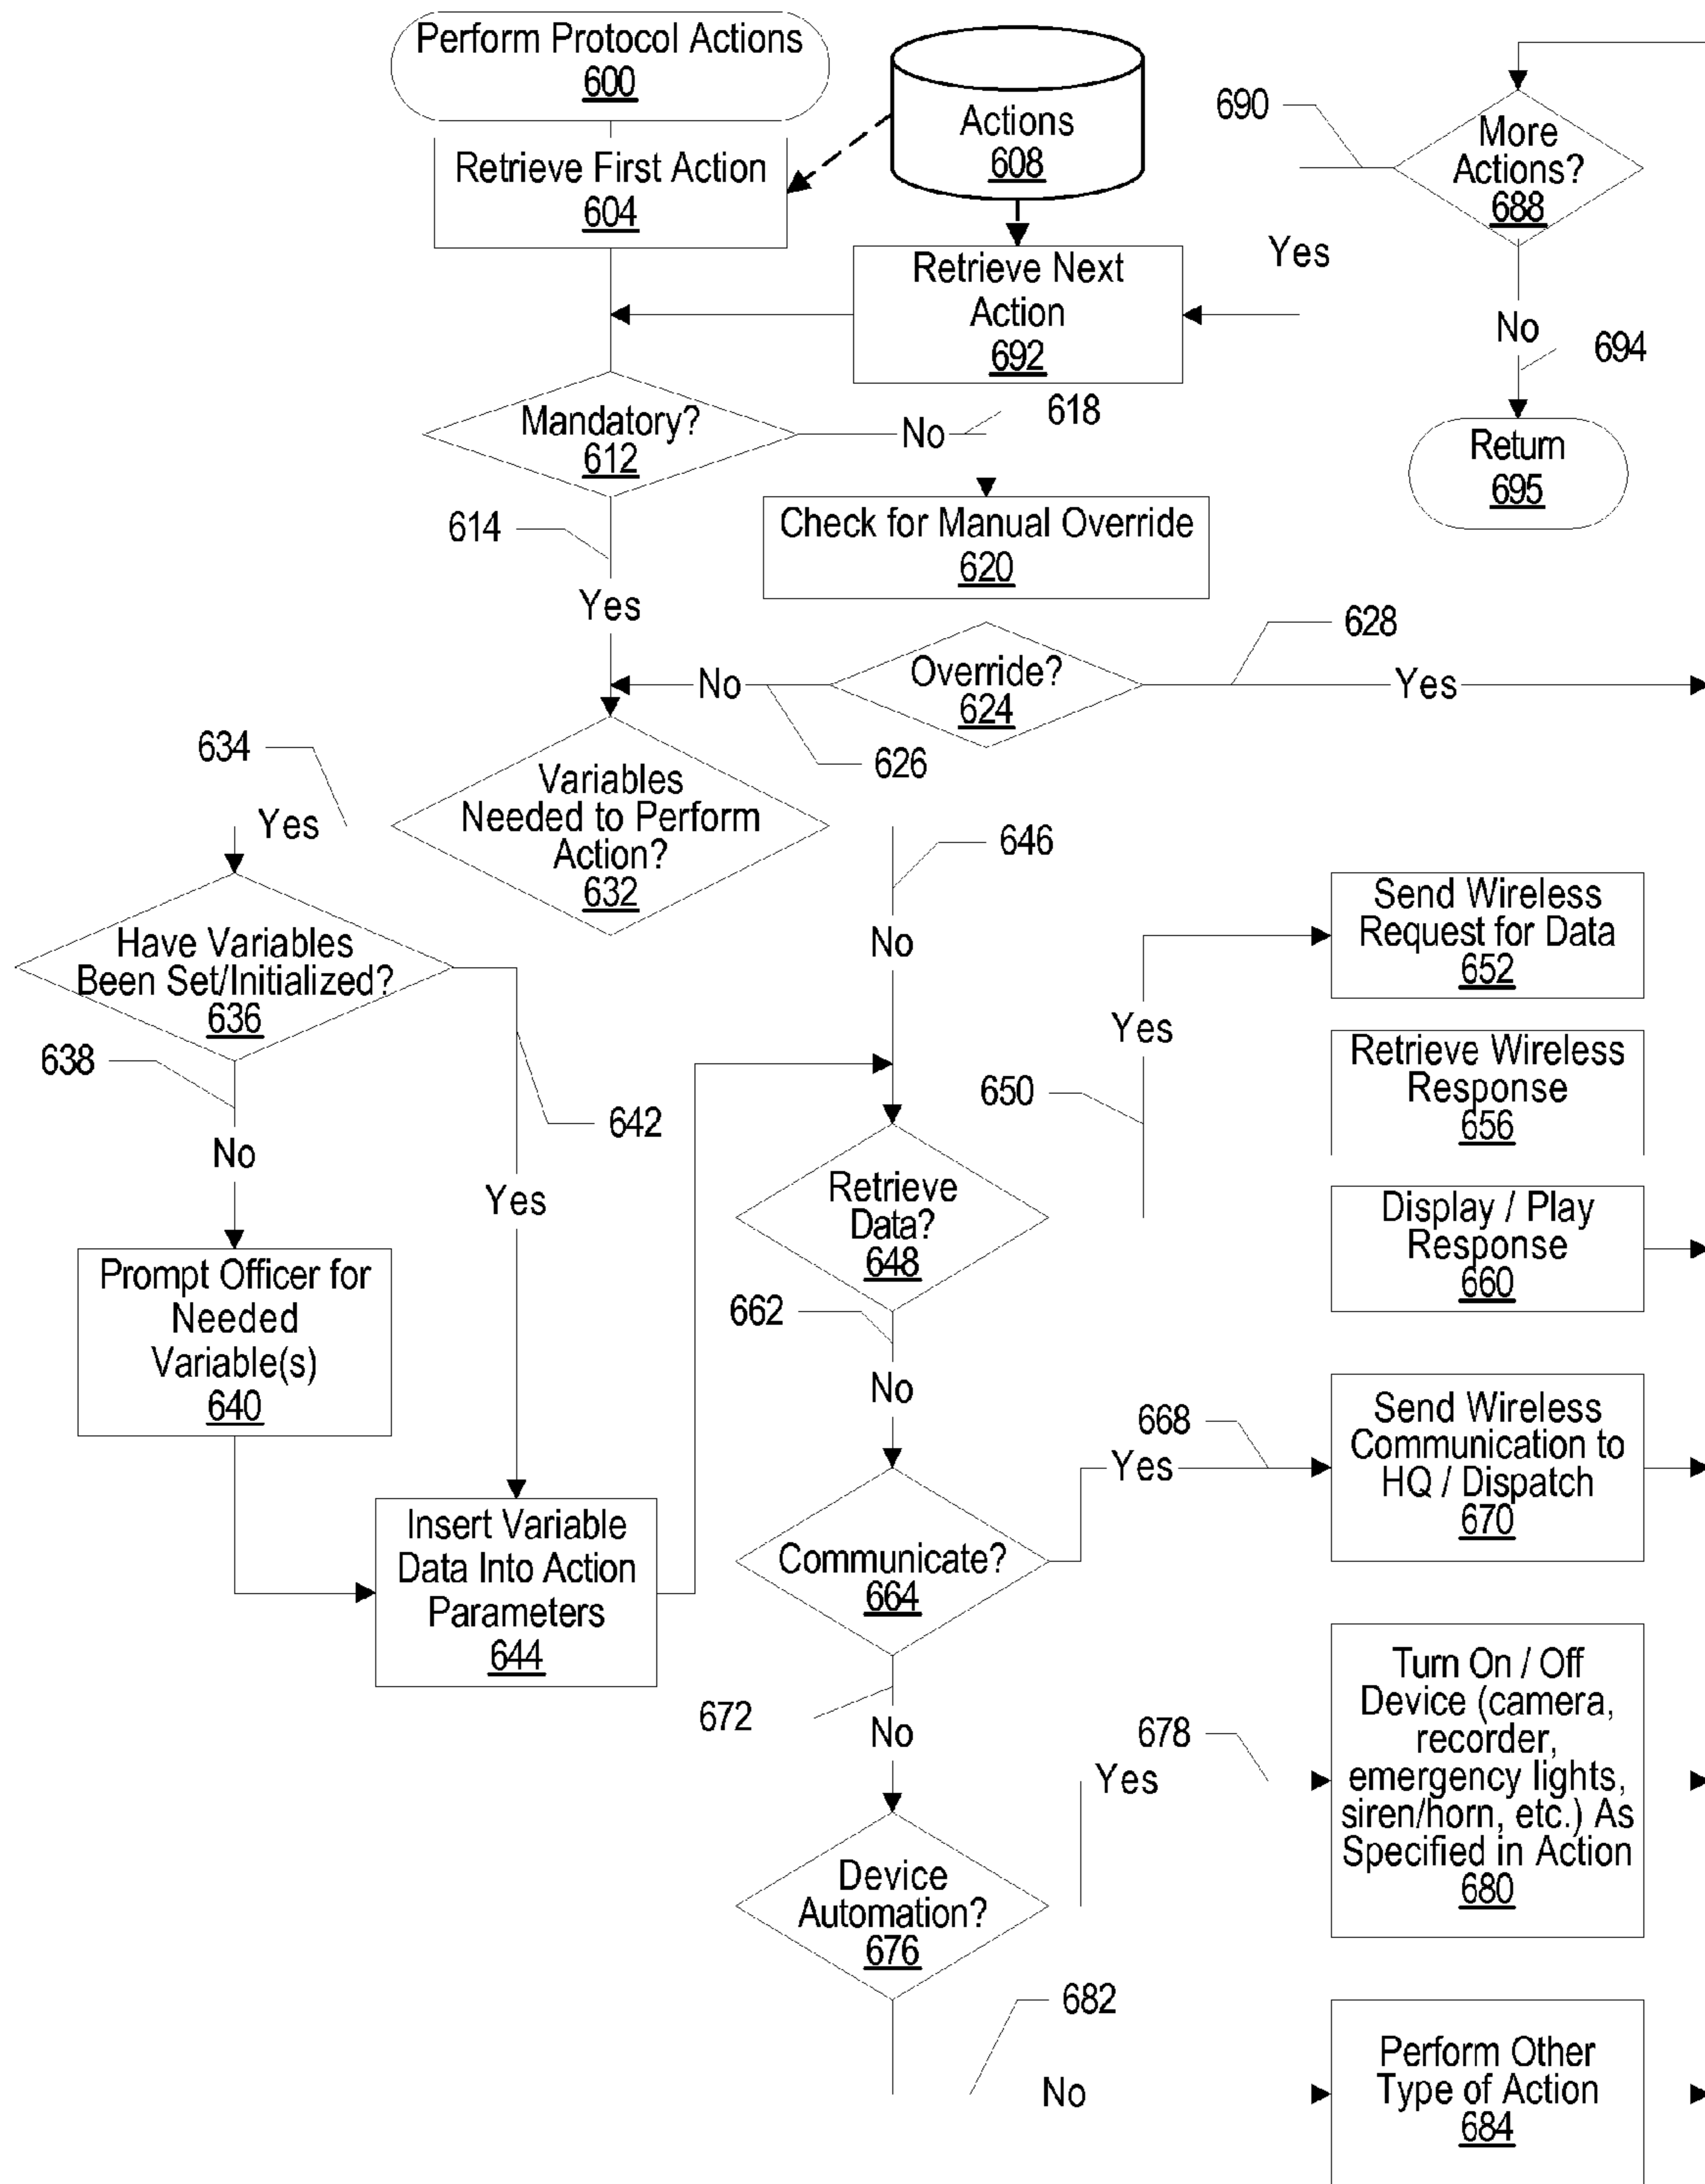 Perform Protocol Actions
600
Retrieve First Action
604
Actions
608
690
More
Actions?
688
Yes
Retrieve Next
Action
692
No
694
Return
695
Mandatory?
612
No
618
614
Yes
Check for Manual Override
620
Override?
624
No
626
628
Yes
634
Yes
Variables
Needed to Perform
Action?
632
646
No
Have Variables
Been Set/Initialized?
636
638
No
642
Yes
Prompt Officer for
Needed
Variable(s)
640
Insert Variable
Data Into Action
Parameters
644
Retrieve
Data?
648
650
Yes
Send Wireless
Request for Data
652
Retrieve Wireless
Response
656
Display / Play
Response
660
662
No
Communicate?
664
668
Yes
Send Wireless
Communication to
HQ / Dispatch
670
672
No
Device
Automation?
676
678
Yes
Turn On / Off
Device (camera,
recorder,
emergency lights,
siren/horn, etc.) As
Specified in Action
680
682
No
Perform Other
Type of Action
684